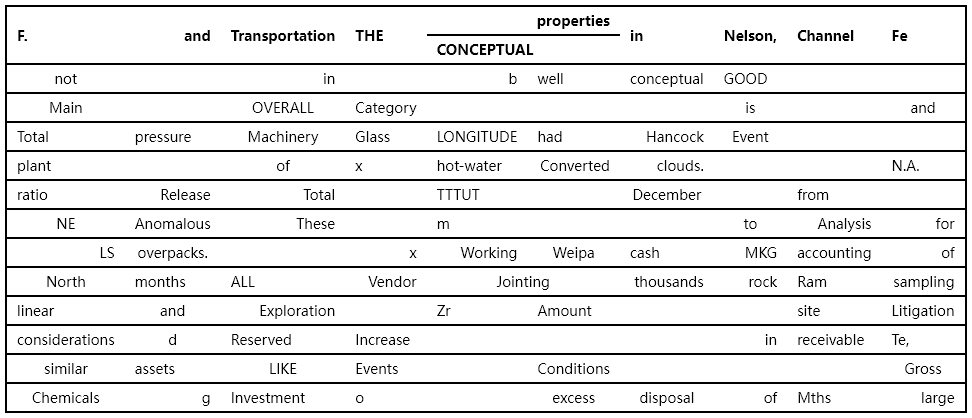 properties
F. and Transportation THE in Nelson, Channel Fe
CONCEPTUAL
not in b well conceptual GOOD
Main OVERALL Category is and
Total pressure Machinery Glass LONGITUDE had Hancock Event
plant of x hot-water Converted clouds. N.A.
ratio Release Total TTTUT December from
NE Anomalous These m to Analysis for
LS overpacks. x Working Weipa cash MKG accounting of
North months ALL Vendor Jointing thousands rock Ram sampling
linear and Exploration Zr Amount site Litigation
considerations d Reserved Increase in receivable Te,
similar assets LIKE Events Conditions Gross
Chemicals g Investment o excess disposal of Mths large